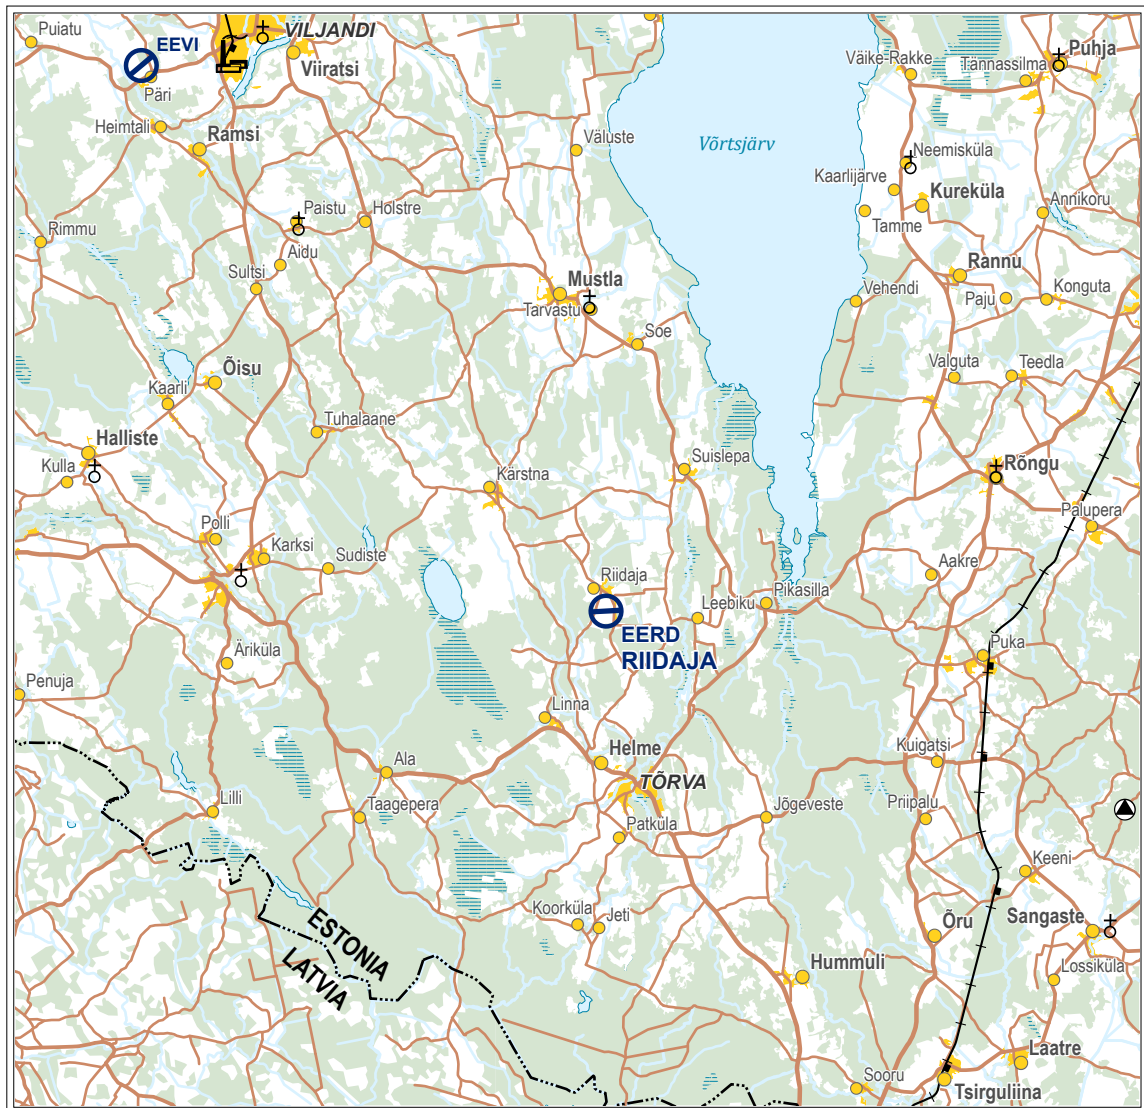 Puiatu
EEVI
VILJANDI
Viiratsi
Päri
Heimtali
Ramsi
Väluste
Võrtsjärv
Väike-Rakke
Tännassilma
Puhja
Neemisküla
Kaarlijärve
Kureküla
Tamme
Annikoru
Rimmu
Paistu
Holstre
Aidu
Sultsi
Mustla
Tarvastu
Soe
Rannu
Vehendi
Paju
Konguta
Valguta
Teedla
Õisu
Kaarli
Tuhalaane
Halliste
Kulla
Kärstna
Suislepa
Rõngu
Palupera
Polli
Karksi
Sudiste
Riidaja
Leebiku
Pikasilla
Aakre
EERD
RIIDAJA
Äriküla
Penuja
Puka
Linna
Helme
TÕRVA
Ala
Kuigatsi
Lilli
Taagepera
Patküla
Jõgeveste
Priipalu
Keeni
Koorküla
Jeti
Õru
Sangaste
Lossiküla
ESTONIA
LATVIA
Hummuli
Laatre
Sooru
Tsirguliina